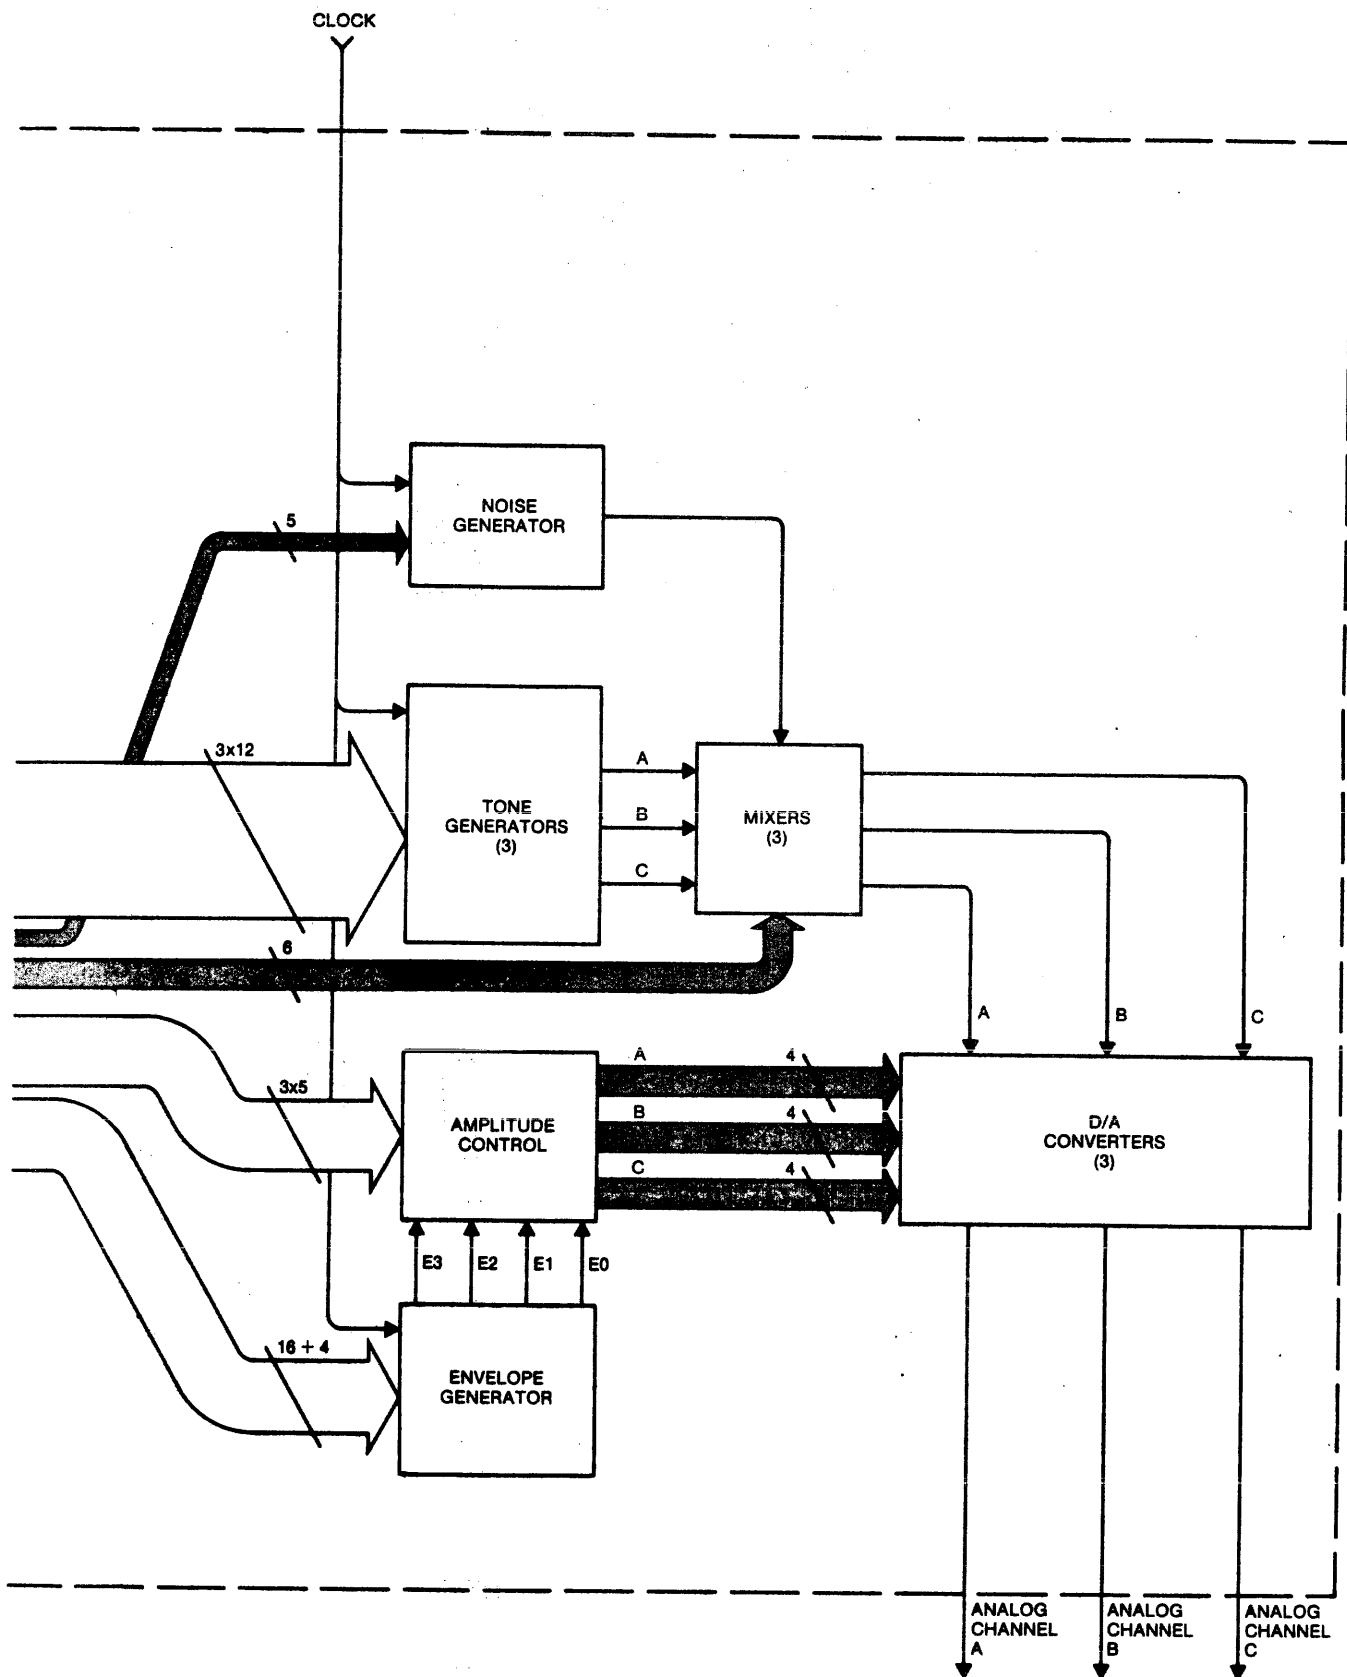 CLOCK
NOISE
GENERATOR
5
3x12
TONE
GENERATORS
(3)
A
B
C
MIXERS
(3)
6
A
B
C
3x5
AMPLITUDE
CONTROL
A
4
B
4
C
4
D/A
CONVERTERS
(3)
E3
E2
E1
E0
16 + 4
ENVELOPE
GENERATOR
ANALOG
CHANNEL
A
ANALOG
CHANNEL
B
ANALOG
CHANNEL
C